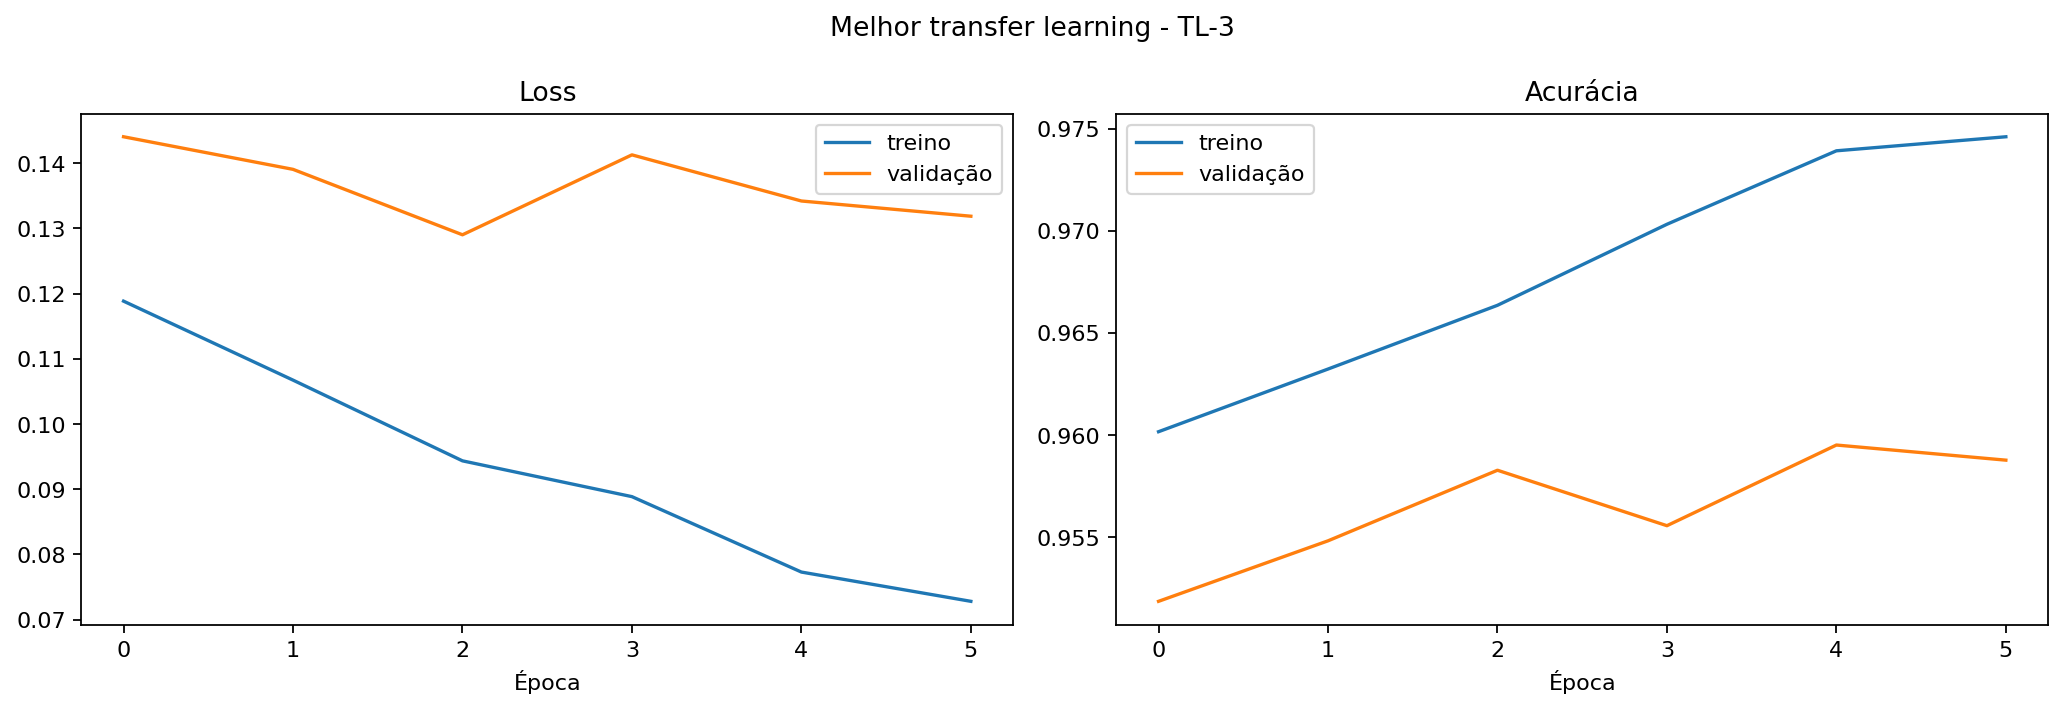 Melhor transfer learning - TL-3
Loss
0.14
0.13
0.12
0.11
0.10
0.09
0.08
0.07
0 1 2 3 4 5
Época
treino
validação
Acurácia
0.975
0.970
0.965
0.960
0.955
0 1 2 3 4 5
Época
treino
validação